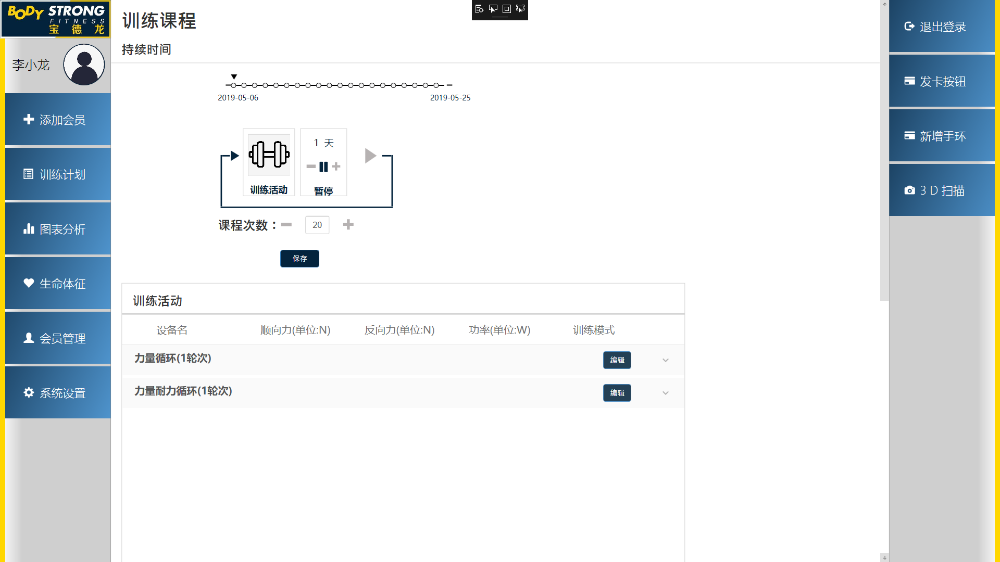 BODY STRONG
FITNESS
宝德龙
李小龙
添加会员
训练计划
图表分析
生命体征
会员管理
系统设置
训练课程
持续时间
2019-05-06
2019-05-25
训练活动
1 天
暂停
课程次数：
20
保存
训练活动
设备名 顺向力(单位:N) 反向力(单位:N) 功率(单位:W) 训练模式
力量循环(1轮次) 编辑
力量耐力循环(1轮次) 编辑
退出登录
发卡按钮
新增手环
3 D 扫描